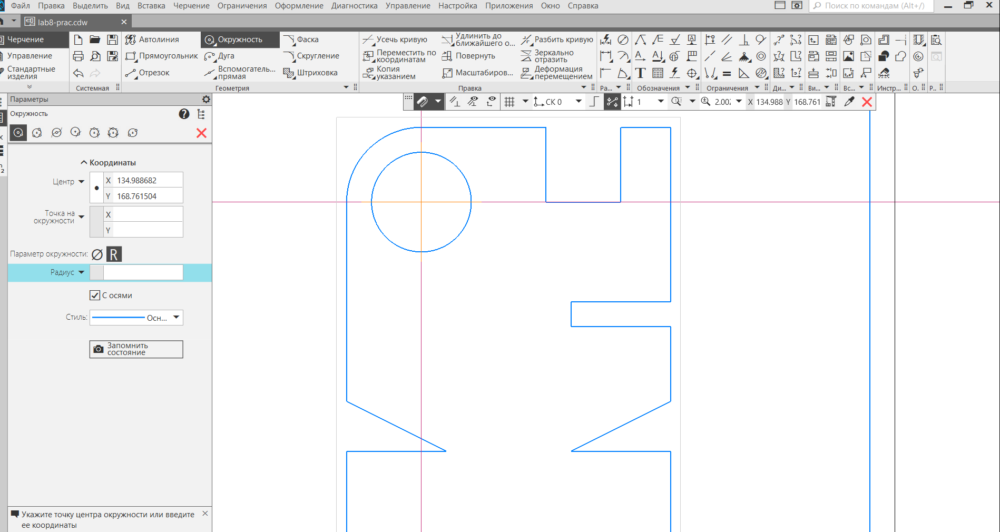 Файл Правка Выделить Вид Вставка Черчение Ограничения Оформление Диагностика Управление Настройка Приложения Окно Справка Поиск по командам (Alt+/)
lab8-prac.cdw
Черчение
Управление
Стандартные
изделия
Системная
Автолиния
Прямоугольник
Отрезок
Окружность
Дуга
Вспомогатель...
прямая
Фаска
Скругление
Штриховка
Геометрия
Усечь кривую
Переместить по
координатам
Копия
указанием
Удлинить до
ближайшего о...
Повернуть
Масштабиров...
Разбить кривую
Зеркально
отразить
Деформация
перемещением
Правка
Ра...
Обозначения
Ограничения
Ди...
Ви...
Вс...
Инстр...
О.
Р..
СК 0
1
2.002
X 134.988 Y 168.761
Параметры
Окружность
Координаты
Центр
X 134.988682
Y 168.761504
Точка на
окружности
X
Y
Параметр окружности: R
Радиус
С осями
Стиль: Осн...
Запомнить
состояние
Укажите точку центра окружности или введите
ее координаты